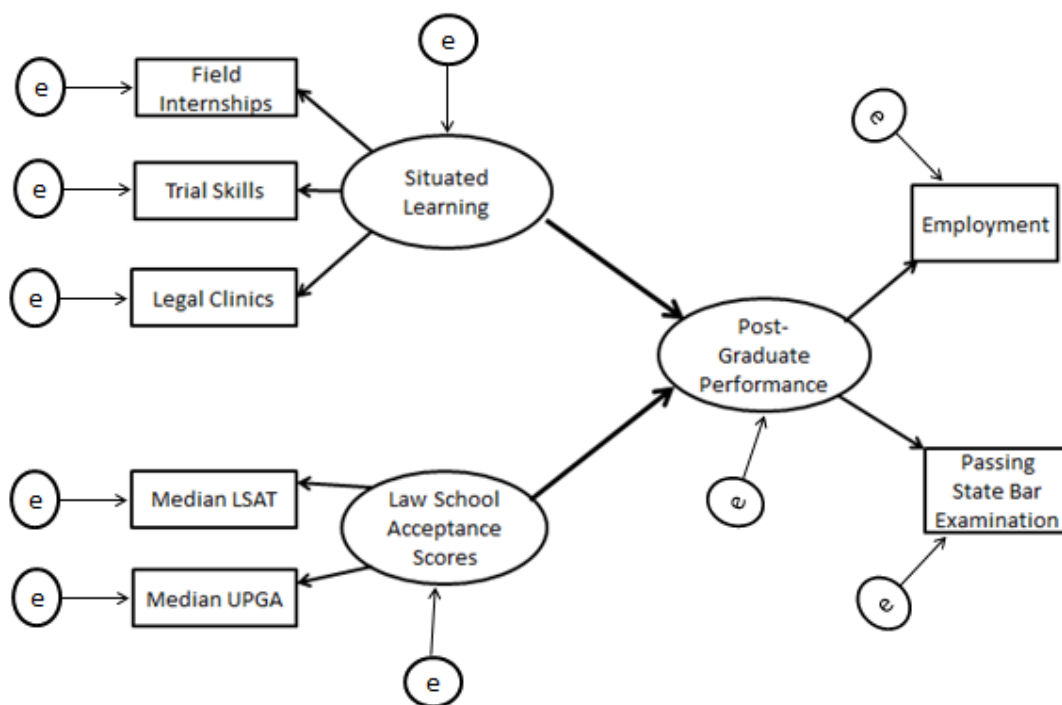 e
e
Field
Internships
e
Situated
Learning
e
Trial Skills
e
Employment
e
Legal Clinics
Post-
Graduate
Performance
e
Median LSAT
Law School
Acceptance
Scores
e
Passing
State Bar
Examination
e
Median UPGA
e
e